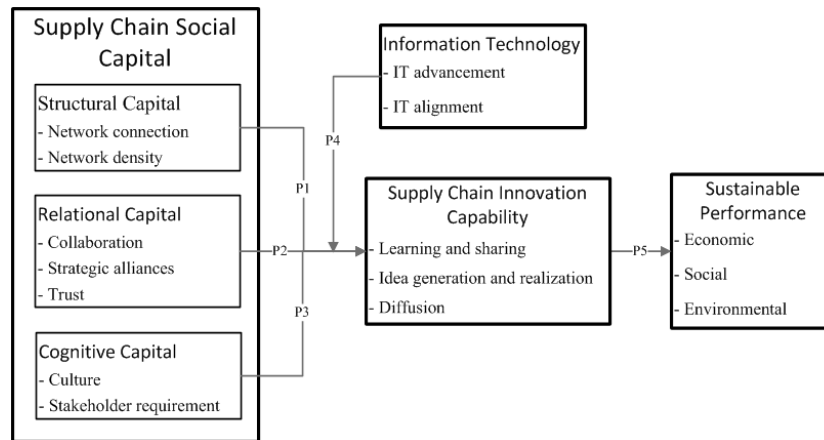 Supply Chain Social
Capital
Structural Capital
- Network connection
- Network density
Relational Capital
- Collaboration
- Strategic alliances
- Trust
Cognitive Capital
- Culture
- Stakeholder requirement
P1
P2
P3
Information Technology
- IT advancement
- IT alignment
P4
Supply Chain Innovation
Capability
- Learning and sharing
- Idea generation and realization
- Diffusion
P5
Sustainable
Performance
- Economic
- Social
- Environmental